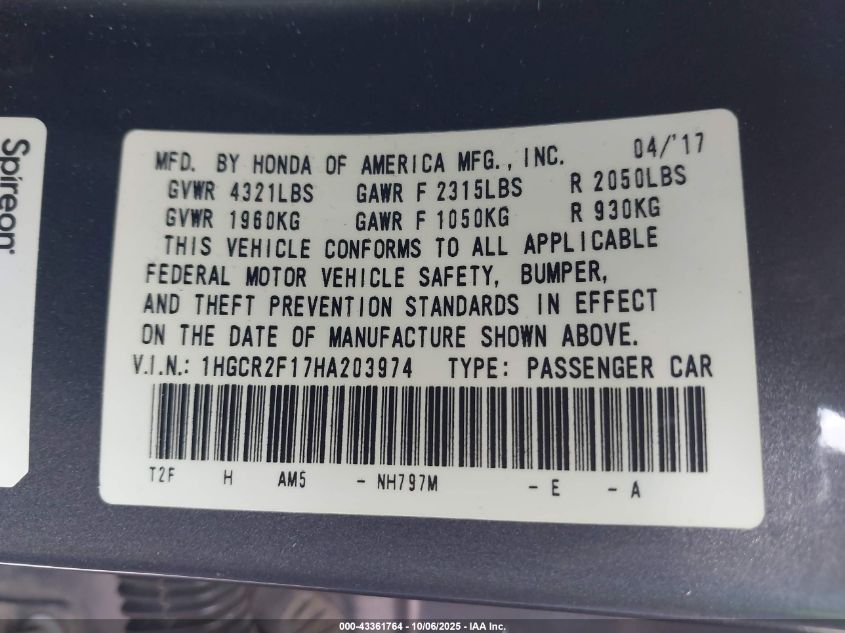 Spireon
MFD. BY HONDA OF AMERICA MFG., INC. 04/'17
GVWR 4321LBS GAWR F 2315LBS R 2050LBS
GVWR 1960KG GAWR F 1050KG R 930KG
THIS VEHICLE CONFORMS TO ALL APPLICABLE
FEDERAL MOTOR VEHICLE SAFETY, BUMPER,
AND THEFT PREVENTION STANDARDS IN EFFECT
ON THE DATE OF MANUFACTURE SHOWN ABOVE.
V.I.N.: 1HGCR2F17HA203974 TYPE: PASSENGER CAR
T2F H AM5 - NH797M - E - A
000-43361764 - 10/06/2025 - IAA Inc.